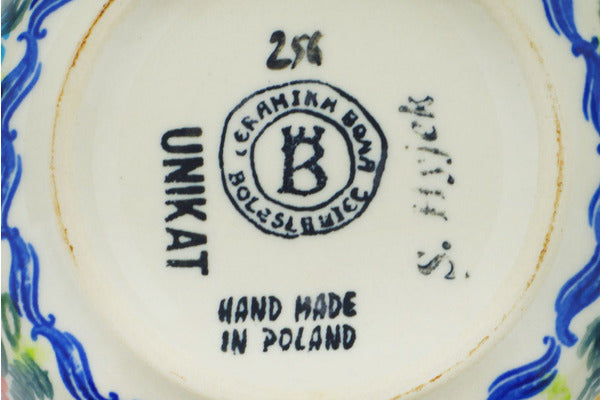 256
CERAMIKA BONA
BOLESŁAWIEC
B
UNIKAT
HAND MADE
IN POLAND
S.